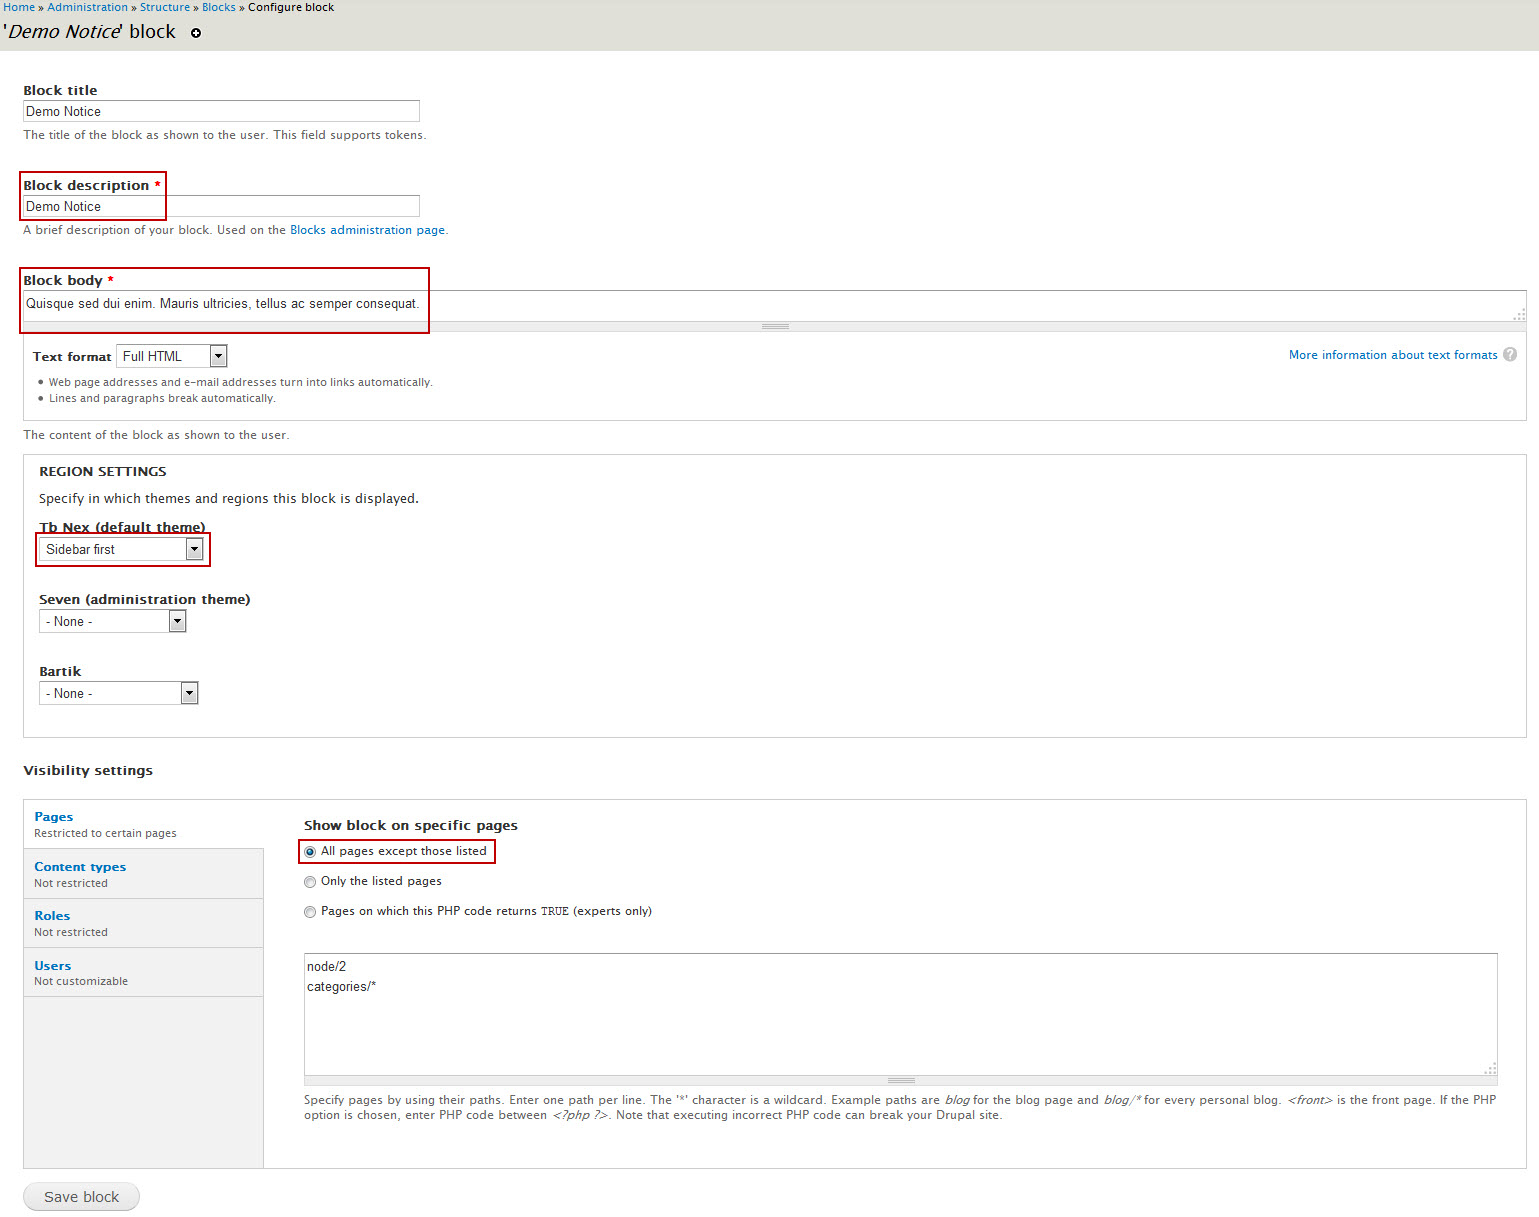 Home » Administration » Structure » Blocks » Configure block
'Demo Notice' block
Block title
Demo Notice
The title of the block as shown to the user. This field supports tokens.
Block description *
Demo Notice
A brief description of your block. Used on the Blocks administration page.
Block body *
Quisque sed dui enim. Mauris ultricies, tellus ac semper consequat.
Text format Full HTML
More information about text formats ?
Web page addresses and e-mail addresses turn into links automatically.
Lines and paragraphs break automatically.
The content of the block as shown to the user.
REGION SETTINGS
Specify in which themes and regions this block is displayed.
Tb Nex (default theme)
Sidebar first
Seven (administration theme)
- None -
Bartik
- None -
Visibility settings
Pages
Restricted to certain pages
Content types
Not restricted
Roles
Not restricted
Users
Not customizable
Show block on specific pages
All pages except those listed
Only the listed pages
Pages on which this PHP code returns TRUE (experts only)
node/2
categories/*
Specify pages by using their paths. Enter one path per line. The '*' character is a wildcard. Example paths are blog for the blog page and blog/* for every personal blog. <front> is the front page. If the PHP
option is chosen, enter PHP code between <?php ?>. Note that executing incorrect PHP code can break your Drupal site.
Save block